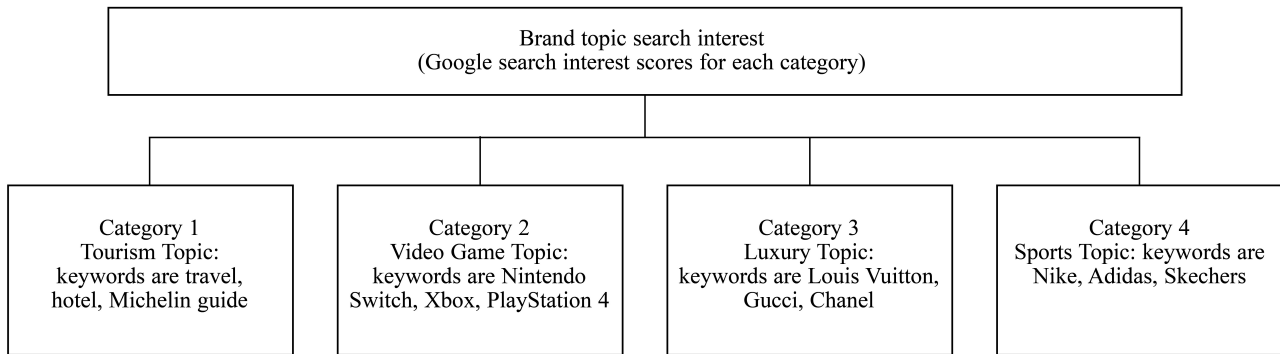 Brand topic search interest
(Google search interest scores for each category)
Category 1
Tourism Topic:
keywords are travel,
hotel, Michelin guide
Category 2
Video Game Topic:
keywords are Nintendo
Switch, Xbox, PlayStation 4
Category 3
Luxury Topic:
keywords are Louis Vuitton,
Gucci, Chanel
Category 4
Sports Topic: keywords are
Nike, Adidas, Skechers